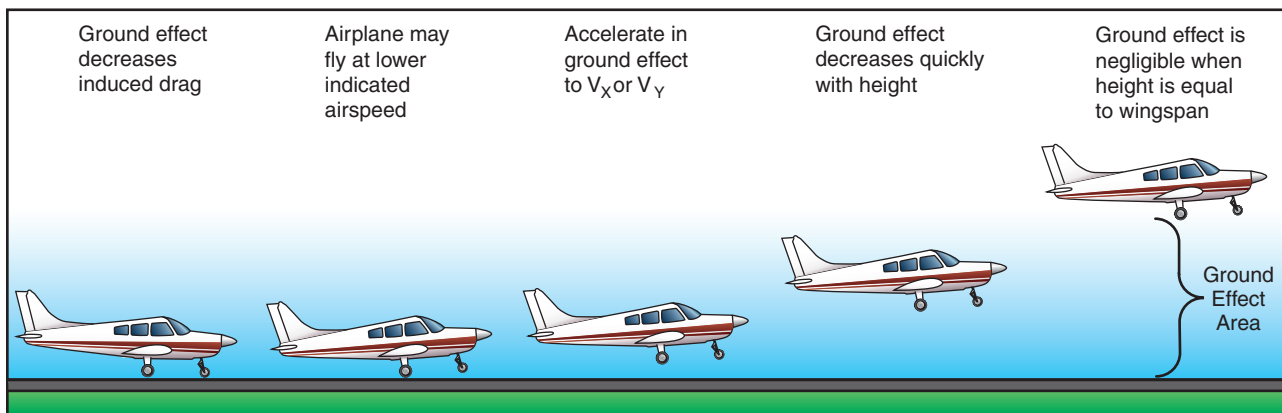 Ground effect
decreases
induced drag
Airplane may
fly at lower
indicated
airspeed
Accelerate in
ground effect
to VX or VY
Ground effect
decreases quickly
with height
Ground effect is
negligible when
height is equal
to wingspan
Ground
Effect
Area